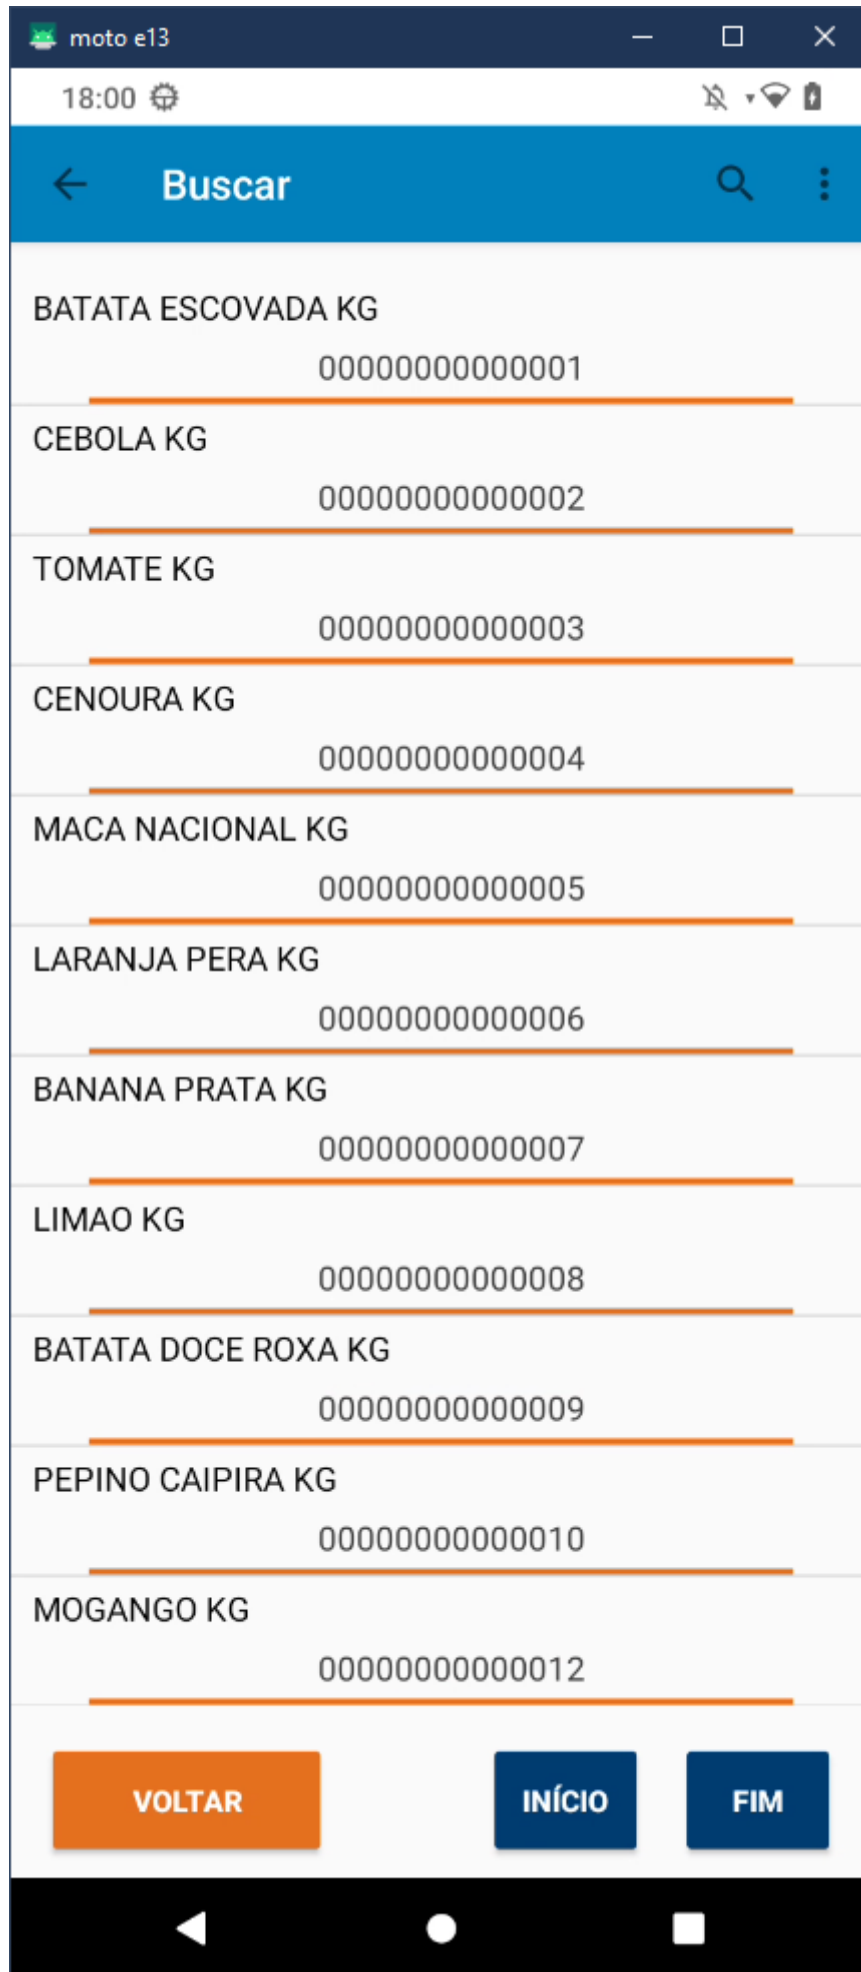 moto e13
18:00
Buscar
BATATA ESCOVADA KG
00000000000001
CEBOLA KG
00000000000002
TOMATE KG
00000000000003
CENOURA KG
00000000000004
MACA NACIONAL KG
00000000000005
LARANJA PERA KG
00000000000006
BANANA PRATA KG
00000000000007
LIMAO KG
00000000000008
BATATA DOCE ROXA KG
00000000000009
PEPINO CAIPIRA KG
00000000000010
MOGANGO KG
00000000000012
VOLTAR INÍCIO FIM